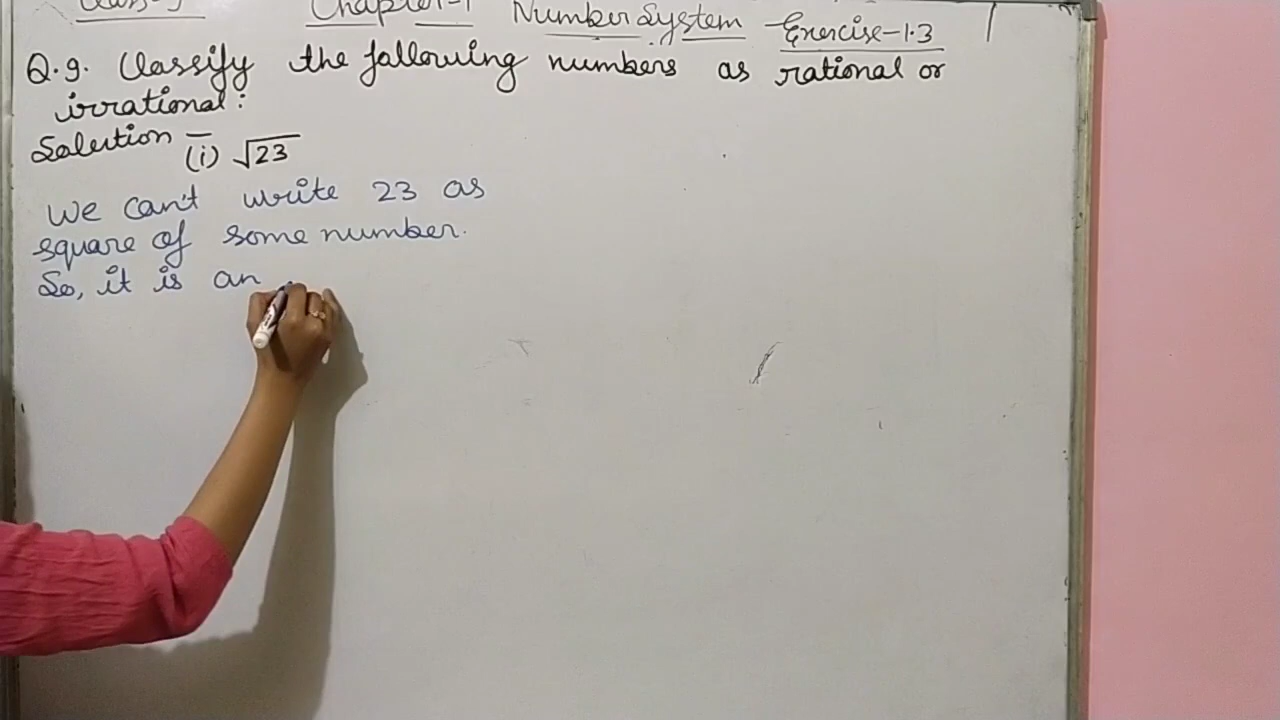 Chapter-1 Number System Exercise-1.3
Q.9. Classify the following numbers as rational or
irrational:
Solution -
(i) √23
We can't write 23 as
square of some number.
So, it is an